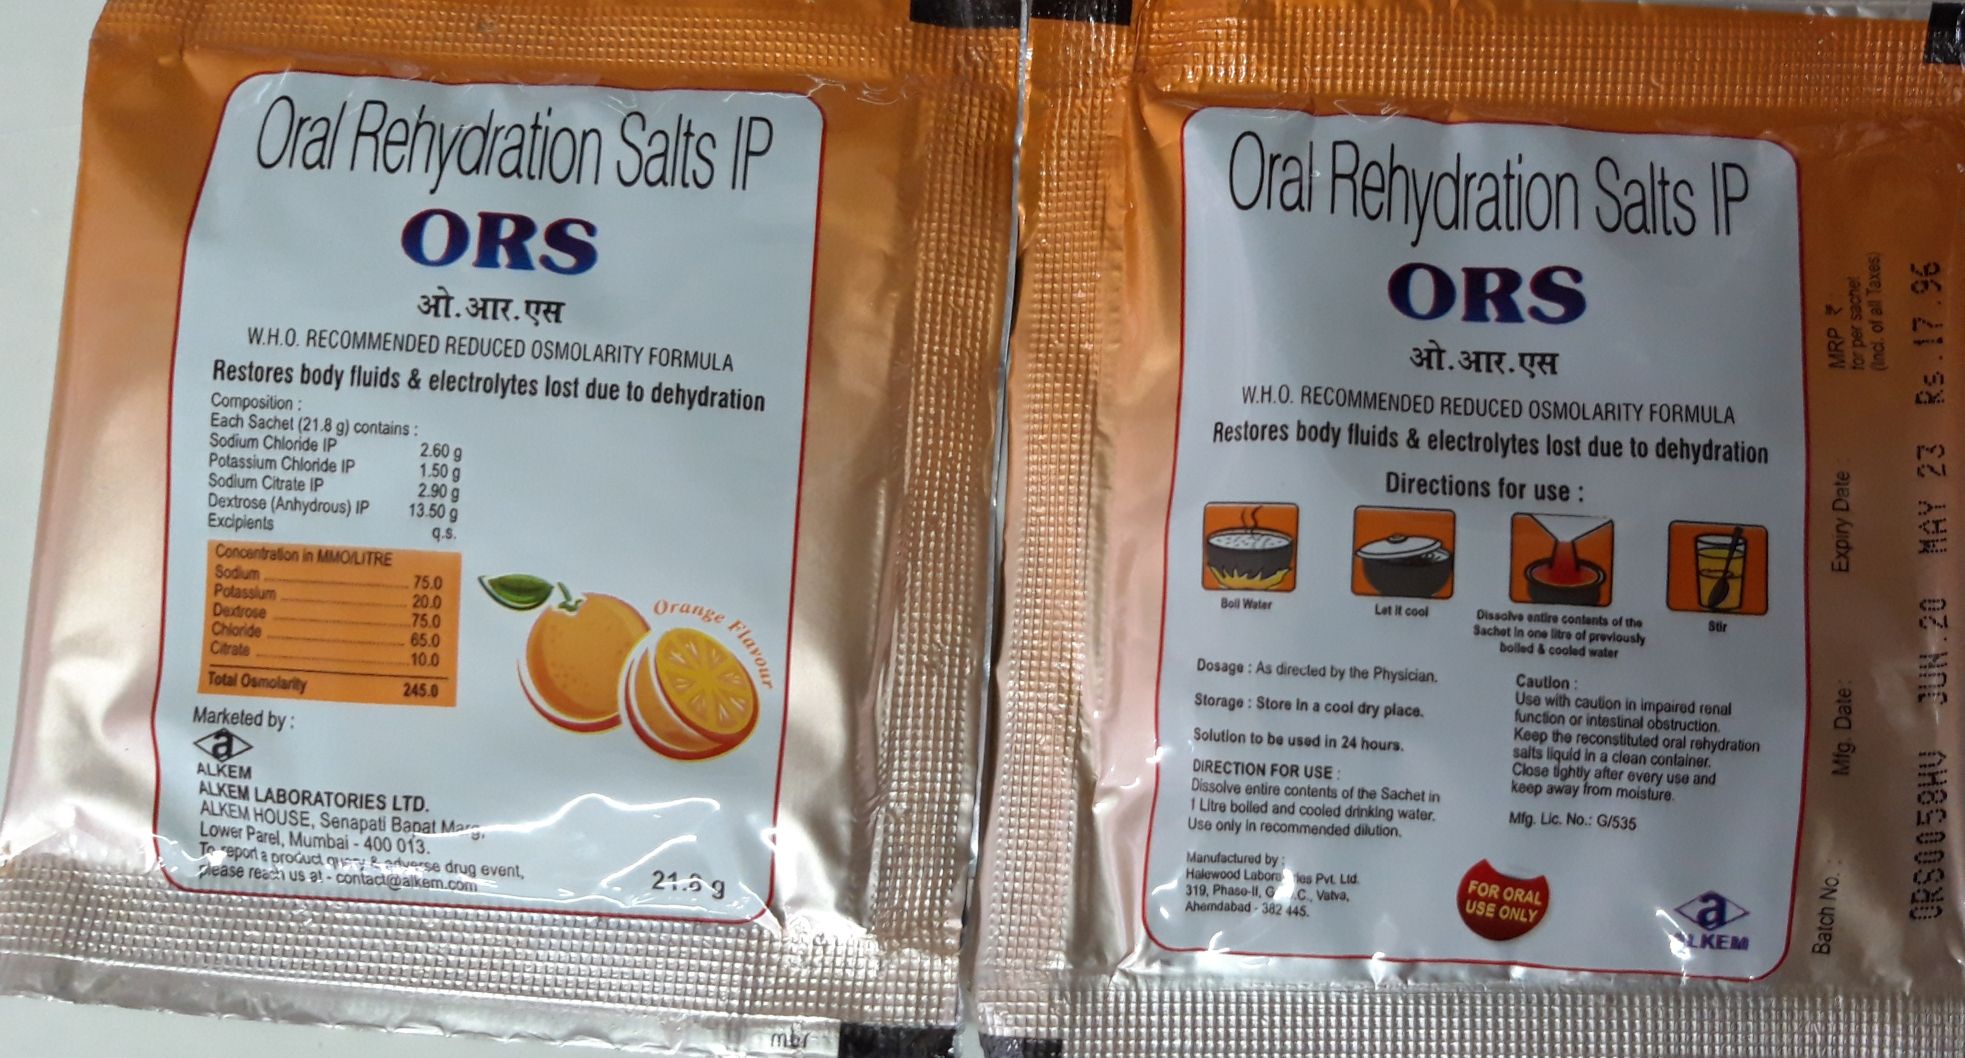 Oral Rehydration Salts IP
ORS
ओ.आर.एस
W.H.O. RECOMMENDED REDUCED OSMOLARITY FORMULA
Restores body fluids & electrolytes lost due to dehydration
Composition :
Each Sachet (21.8 g) contains :
Sodium Chloride IP 2.60 g
Potassium Chloride IP 1.50 g
Sodium Citrate IP 2.90 g
Dextrose (Anhydrous) IP 13.50 g
Excipients q.s.
Concentration in MMO/LITRE
Sodium 75.0
Potassium 20.0
Dextrose 75.0
Chloride 65.0
Citrate 10.0
Total Osmolarity 245.0
Orange Flavour
Marketed by :
a
ALKEM
ALKEM LABORATORIES LTD.
ALKEM HOUSE, Senapati Bapat Marg,
Lower Parel, Mumbai - 400 013.
To report a product query & adverse drug event,
please reach us at - contact@alkem.com
21.8 g
Oral Rehydration Salts IP
ORS
ओ.आर.एस
W.H.O. RECOMMENDED REDUCED OSMOLARITY FORMULA
Restores body fluids & electrolytes lost due to dehydration
Directions for use :
Boil Water
Let it cool
Dissolve entire contents of the
Sachet in one litre of previously
boiled & cooled water
Stir
Dosage : As directed by the Physician.
Storage : Store in a cool dry place.
Solution to be used in 24 hours.
DIRECTION FOR USE :
Dissolve entire contents of the Sachet in
1 Litre boiled and cooled drinking water.
Use only in recommended dilution.
Manufactured by :
Halewood Laboratories Pvt. Ltd.
319, Phase-II, G .C., Vatva,
Ahemdabad - 382 445.
Caution :
Use with caution in impaired renal
function or intestinal obstruction.
Keep the reconstituted oral rehydration
salts liquid in a clean container.
Close tightly after every use and
keep away from moisture.
Mfg. Lic. No.: G/535
FOR ORAL
USE ONLY
a
ALKEM
Batch No. : Mfg. Date : Expiry Date : MRP ₹
for per sachet
(Incl. of all Taxes)
ORS0058HU JUN.20 MAY 23 Rs.17.96